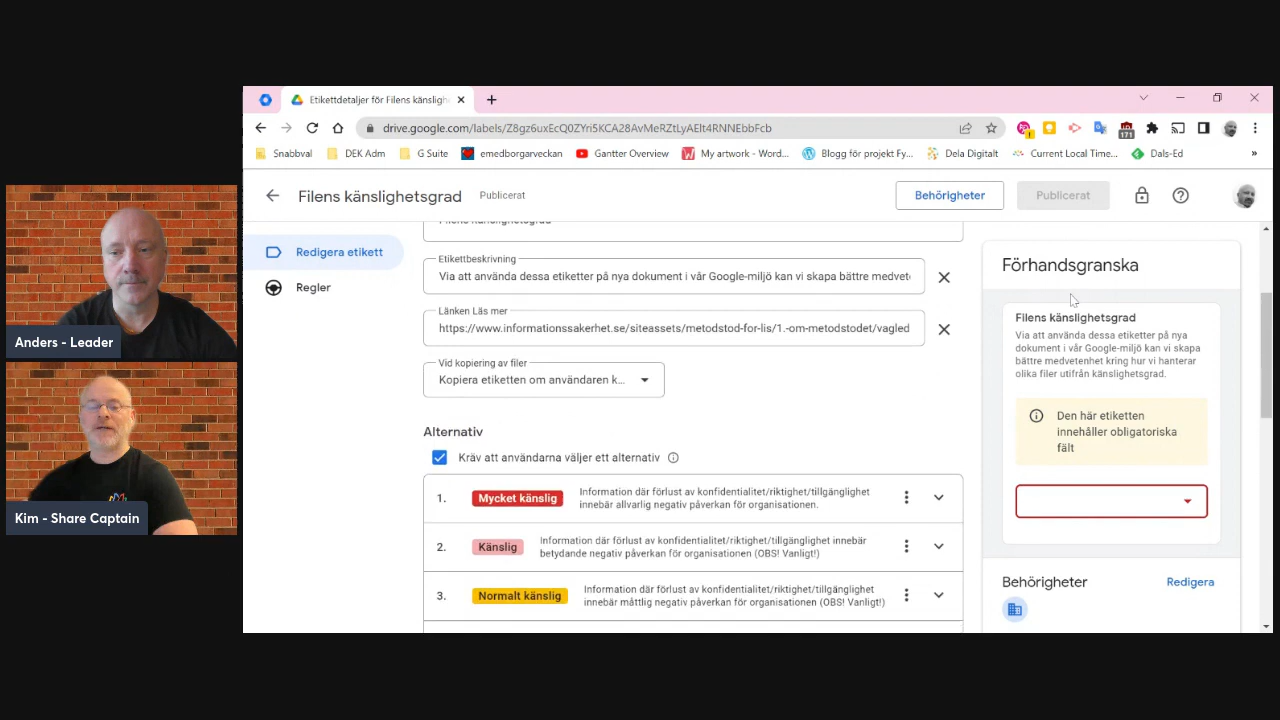 Etikettdetaljer för Filens känsligh
drive.google.com/labels/Z8gz6uxEcQ0ZYri5KCA28AvMeRZtLyAElt4RNNEbbFcb
1
171
Snabbval
DEK Adm
G Suite
emedborgarveckan
Gantter Overview
My artwork - Word...
Blogg för projekt Fy...
Dela Digitalt
Current Local Time...
Dals-Ed
»
Filens känslighetsgrad
Publicerat
Behörigheter
Publicerat
Redigera etikett
Regler
Filens känslighetsgrad
Etikettbeskrivning
Via att använda dessa etiketter på nya dokument i vår Google-miljö kan vi skapa bättre medvet
Länken Läs mer
https://www.informationssakerhet.se/siteassets/metodstod-for-lis/1.-om-metodstodet/vagled
Vid kopiering av filer
Kopiera etiketten om användaren k...
Alternativ
Kräv att användarna väljer ett alternativ
1.
Mycket känslig
Information där förlust av konfidentialitet/riktighet/tillgänglighet
innebär allvarlig negativ påverkan för organisationen.
2.
Känslig
Information där förlust av konfidentialitet/riktighet/tillgänglighet innebär
betydande negativ påverkan för organisationen (OBS! Vanligt!)
3.
Normalt känslig
Information där förlust av konfidentialitet/riktighet/tillgänglighet
innebär måttlig negativ påverkan för organisationen (OBS! Vanligt!)
Förhandsgranska
Filens känslighetsgrad
Via att använda dessa etiketter på nya
dokument i vår Google-miljö kan vi skapa
bättre medvetenhet kring hur vi hanterar
olika filer utifrån känslighetsgrad.
Den här etiketten
innehåller obligatoriska
fält
Behörigheter
Redigera
Anders - Leader
Kim - Share Captain